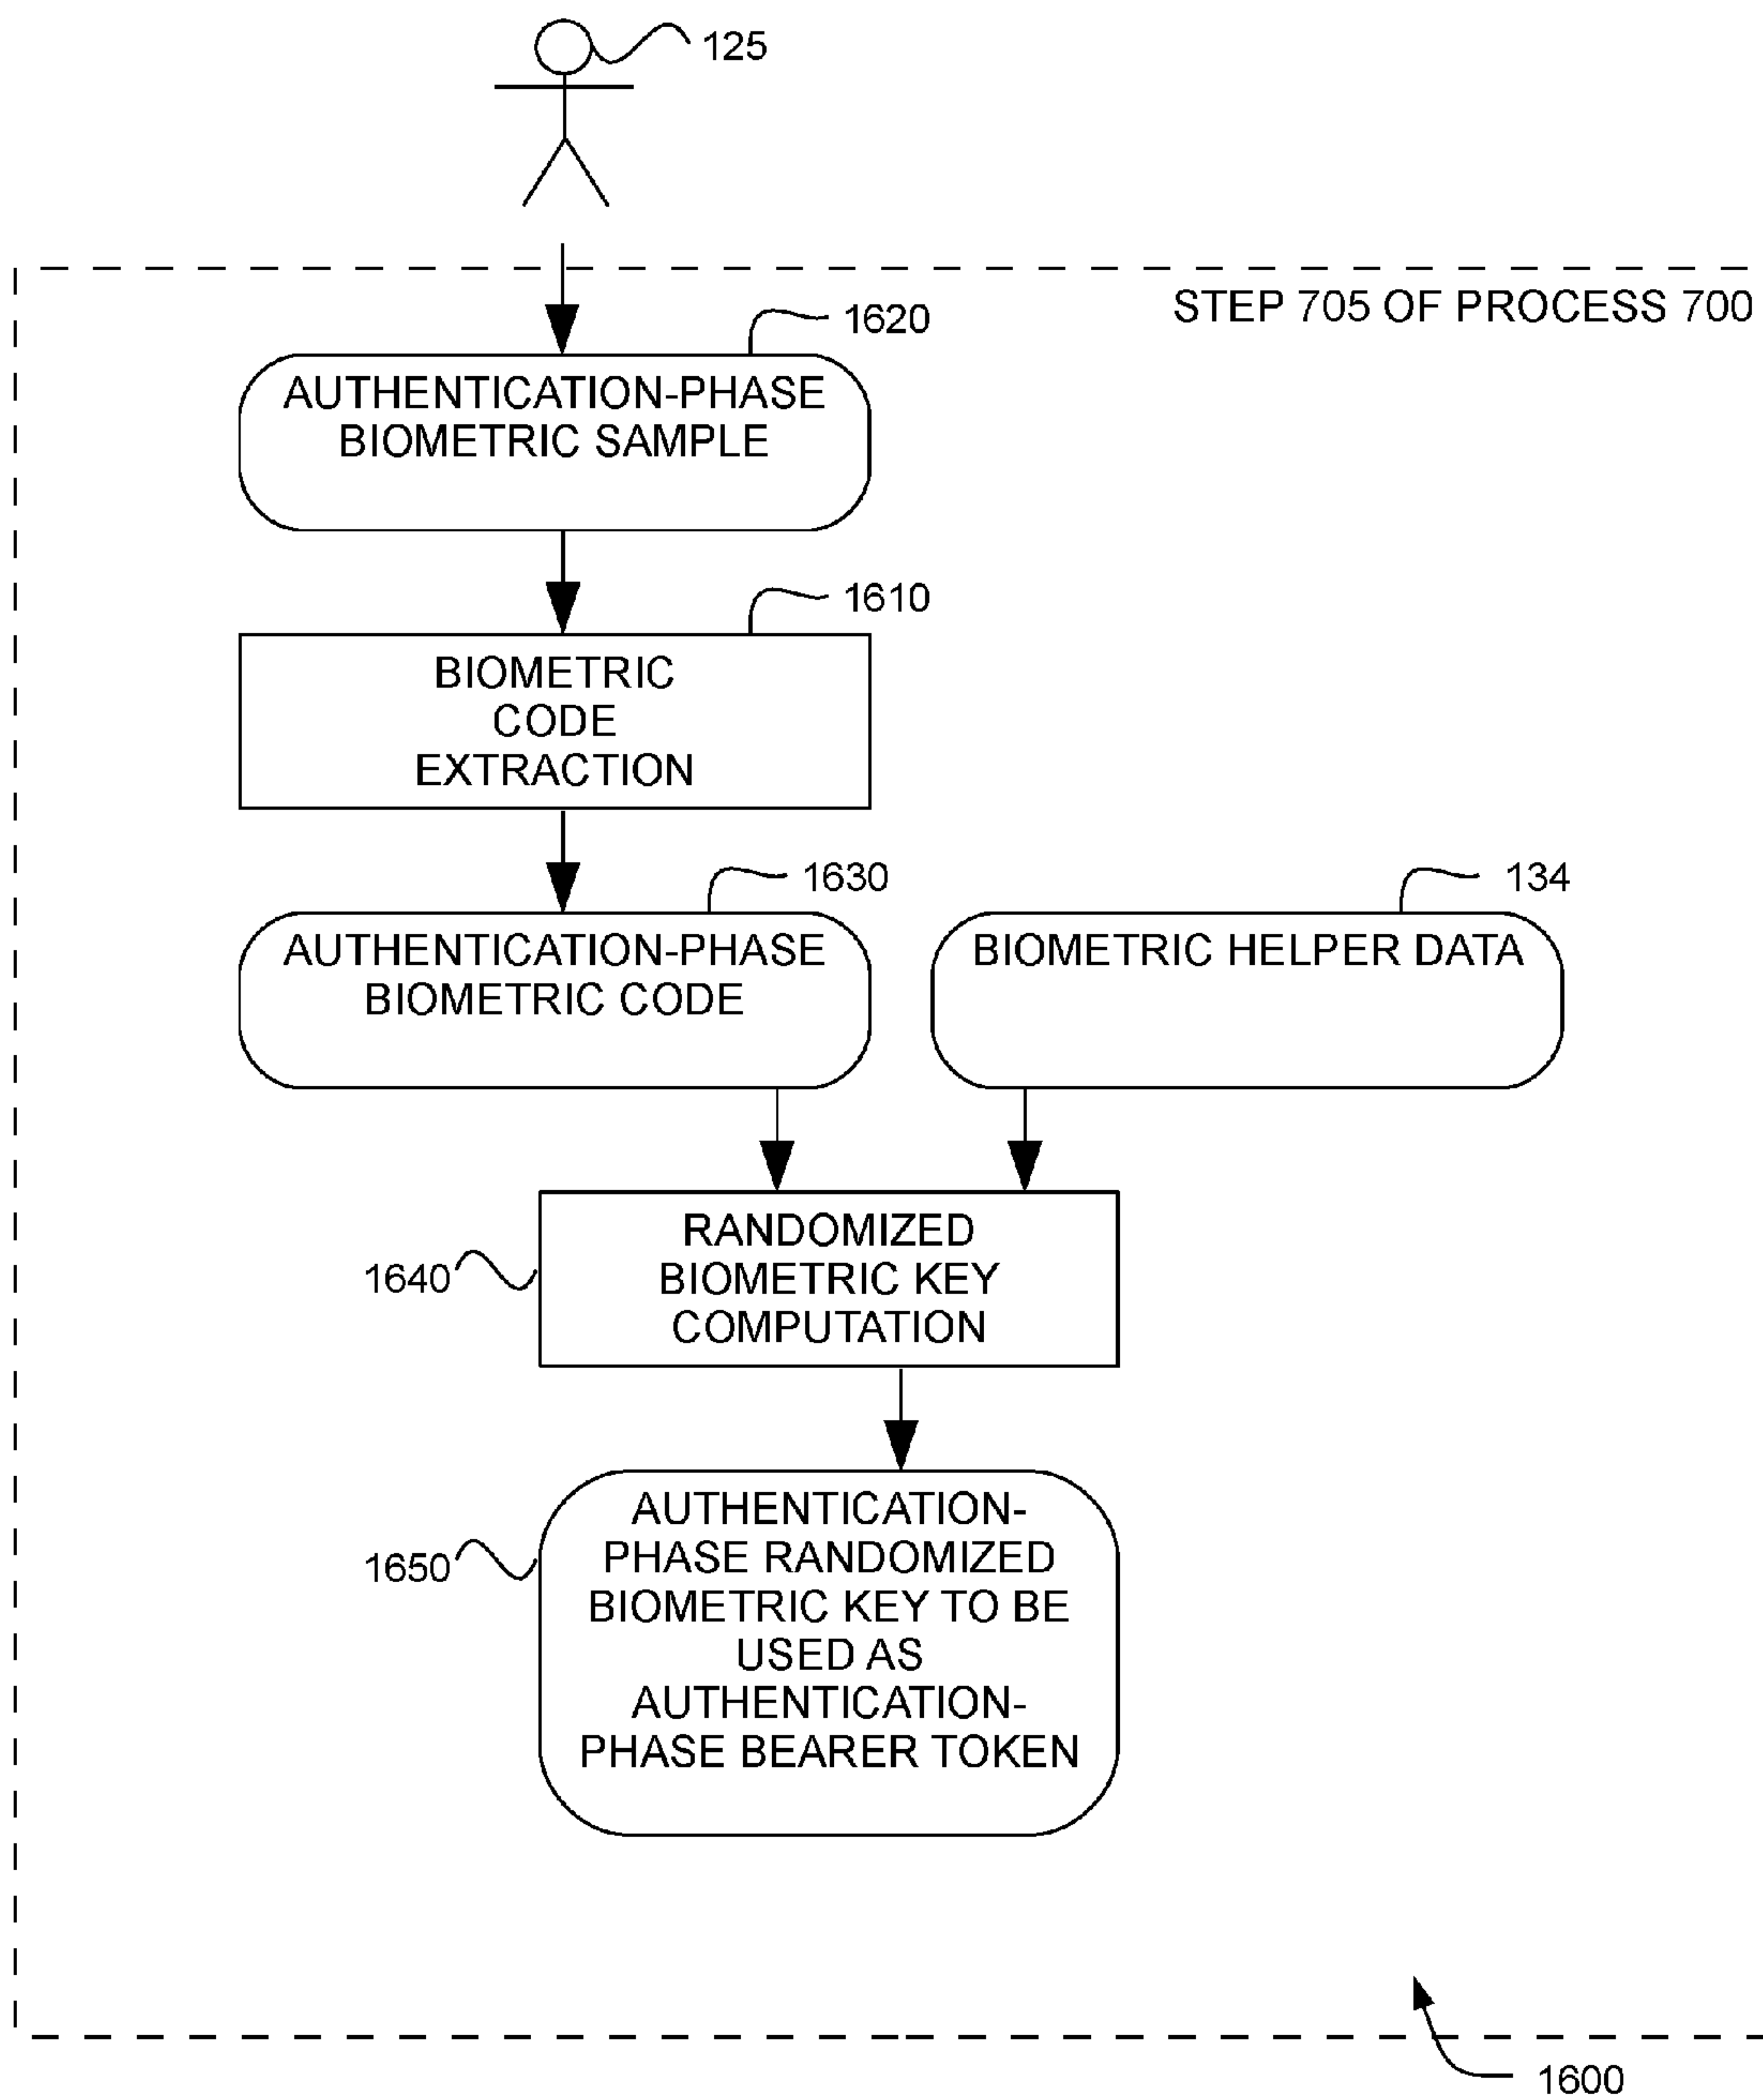 125
STEP 705 OF PROCESS 700
1620
AUTHENTICATION-PHASE
BIOMETRIC SAMPLE
1610
BIOMETRIC
CODE
EXTRACTION
1630
134
AUTHENTICATION-PHASE
BIOMETRIC CODE
BIOMETRIC HELPER DATA
RANDOMIZED
BIOMETRIC KEY
COMPUTATION
1640
AUTHENTICATION-
PHASE RANDOMIZED
BIOMETRIC KEY TO BE
USED AS
AUTHENTICATION-
PHASE BEARER TOKEN
1650
1600